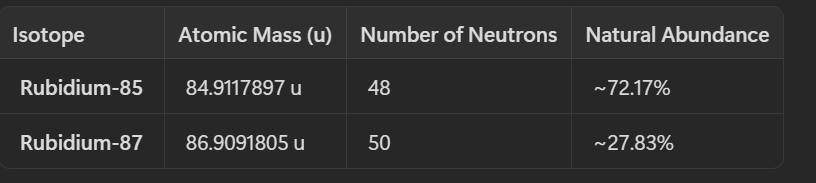 Isotope Atomic Mass (u) Number of Neutrons Natural Abundance
Rubidium-85 84.9117897 u 48 ~72.17%
Rubidium-87 86.9091805 u 50 ~27.83%